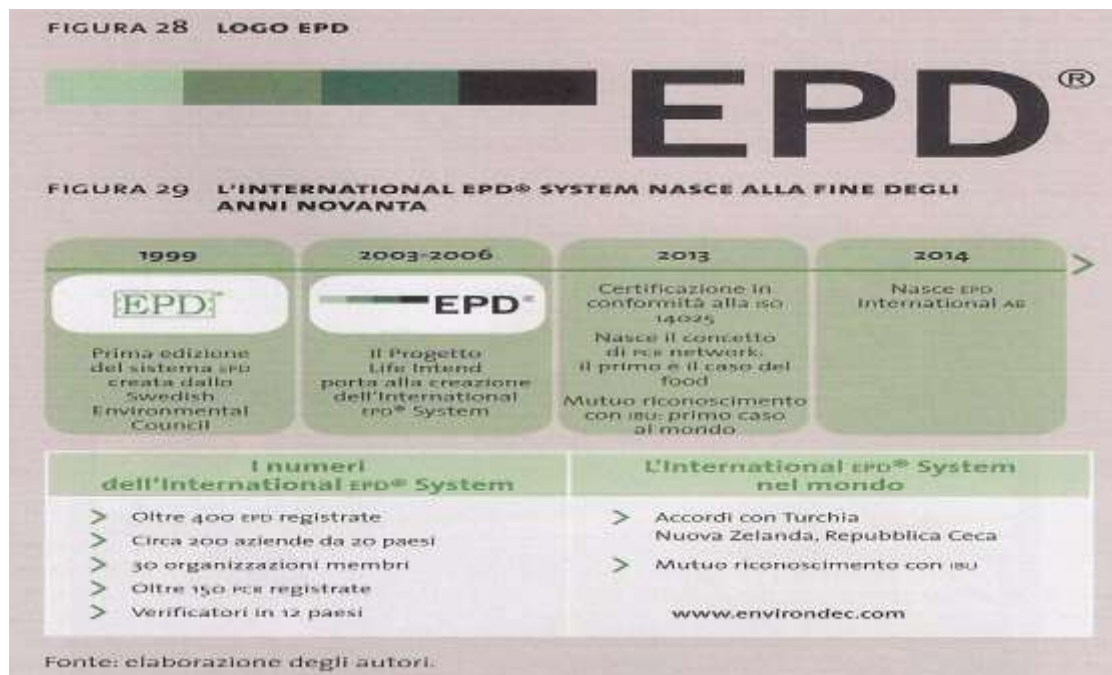 FIGURA 28 LOGO EPD
EPD®
FIGURA 29 L'INTERNATIONAL EPD® SYSTEM NASCE ALLA FINE DEGLI
ANNI NOVANTA
1999
EPD
Prima edizione
del sistema EPD
creata dallo
Swedish
Environmental
Council
2003-2006
EPD®
Il Progetto
Life Intend
porta alla creazione
dell'International
EPD® System
2013
Certificazione in
conformità alla ISO
14025
Nasce il concetto
di PCR network:
il primo è il caso del
food
Mutuo riconoscimento
con IBU: primo caso
al mondo
2014
Nasce EPD
International AB
I numeri
dell'International EPD® System
> Oltre 400 EPD registrate
> Circa 200 aziende da 20 paesi
> 30 organizzazioni membri
> Oltre 150 PCR registrate
> Verificatori in 12 paesi
L'International EPD® System
nel mondo
> Accordi con Turchia
Nuova Zelanda, Repubblica Ceca
> Mutuo riconoscimento con IBU
www.environdec.com
Fonte: elaborazione degli autori.